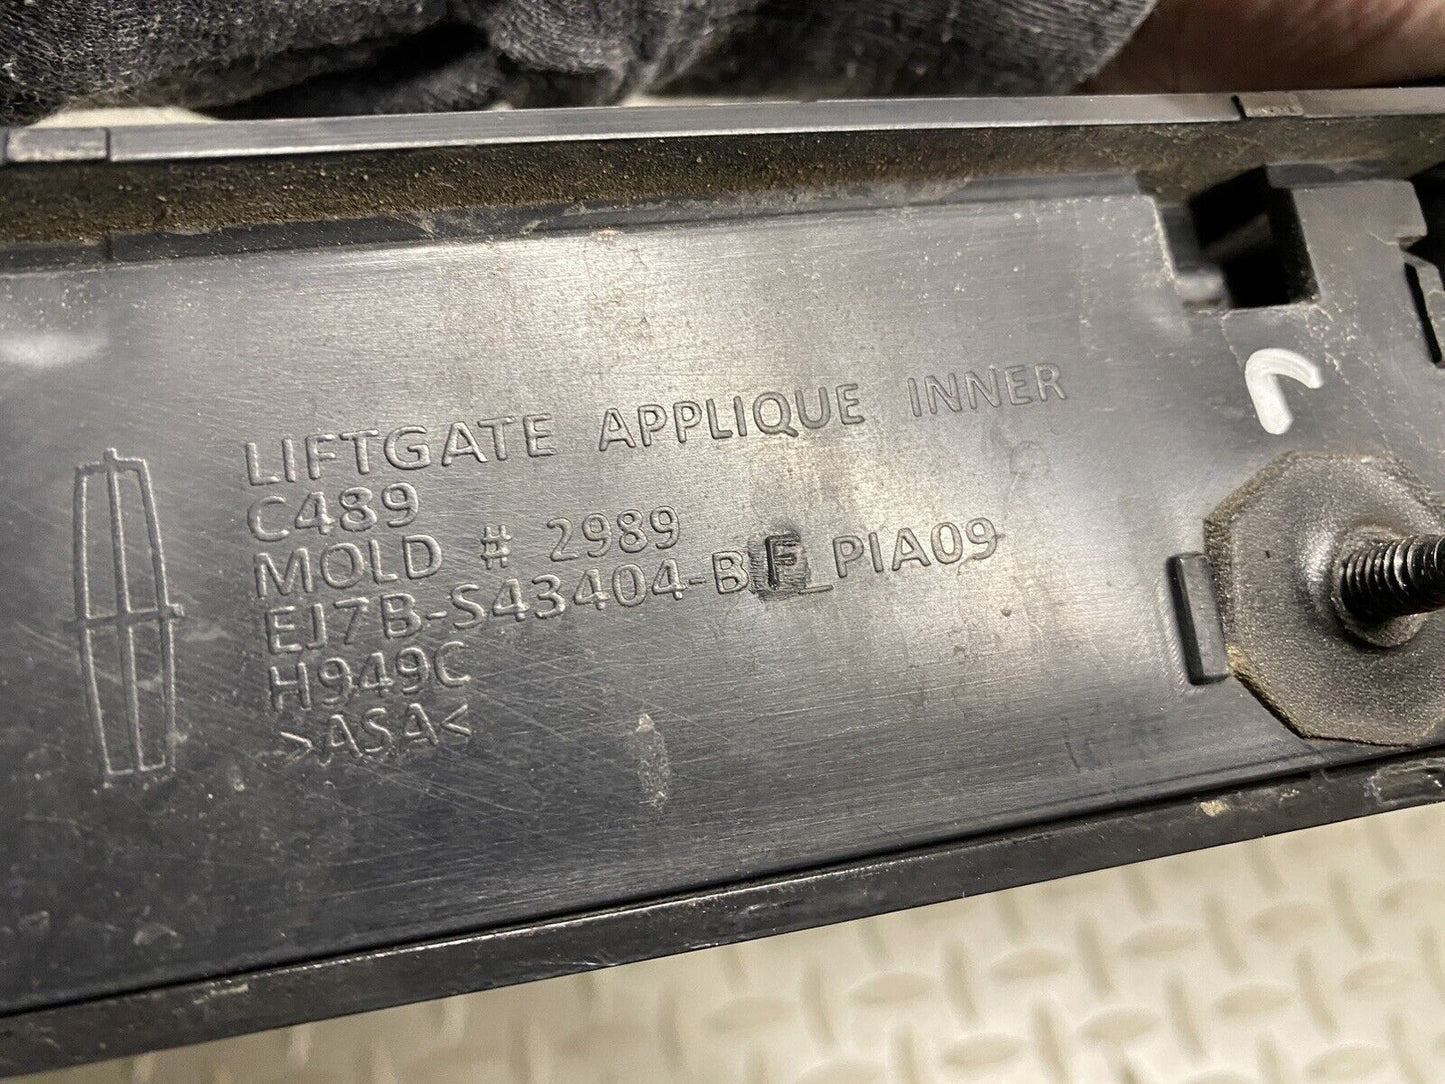 LIFTGATE APPLIQUE INNER
C489
MOLD # 2989
EJ7B-S43404-BF_PIA09
H949C
>ASA<